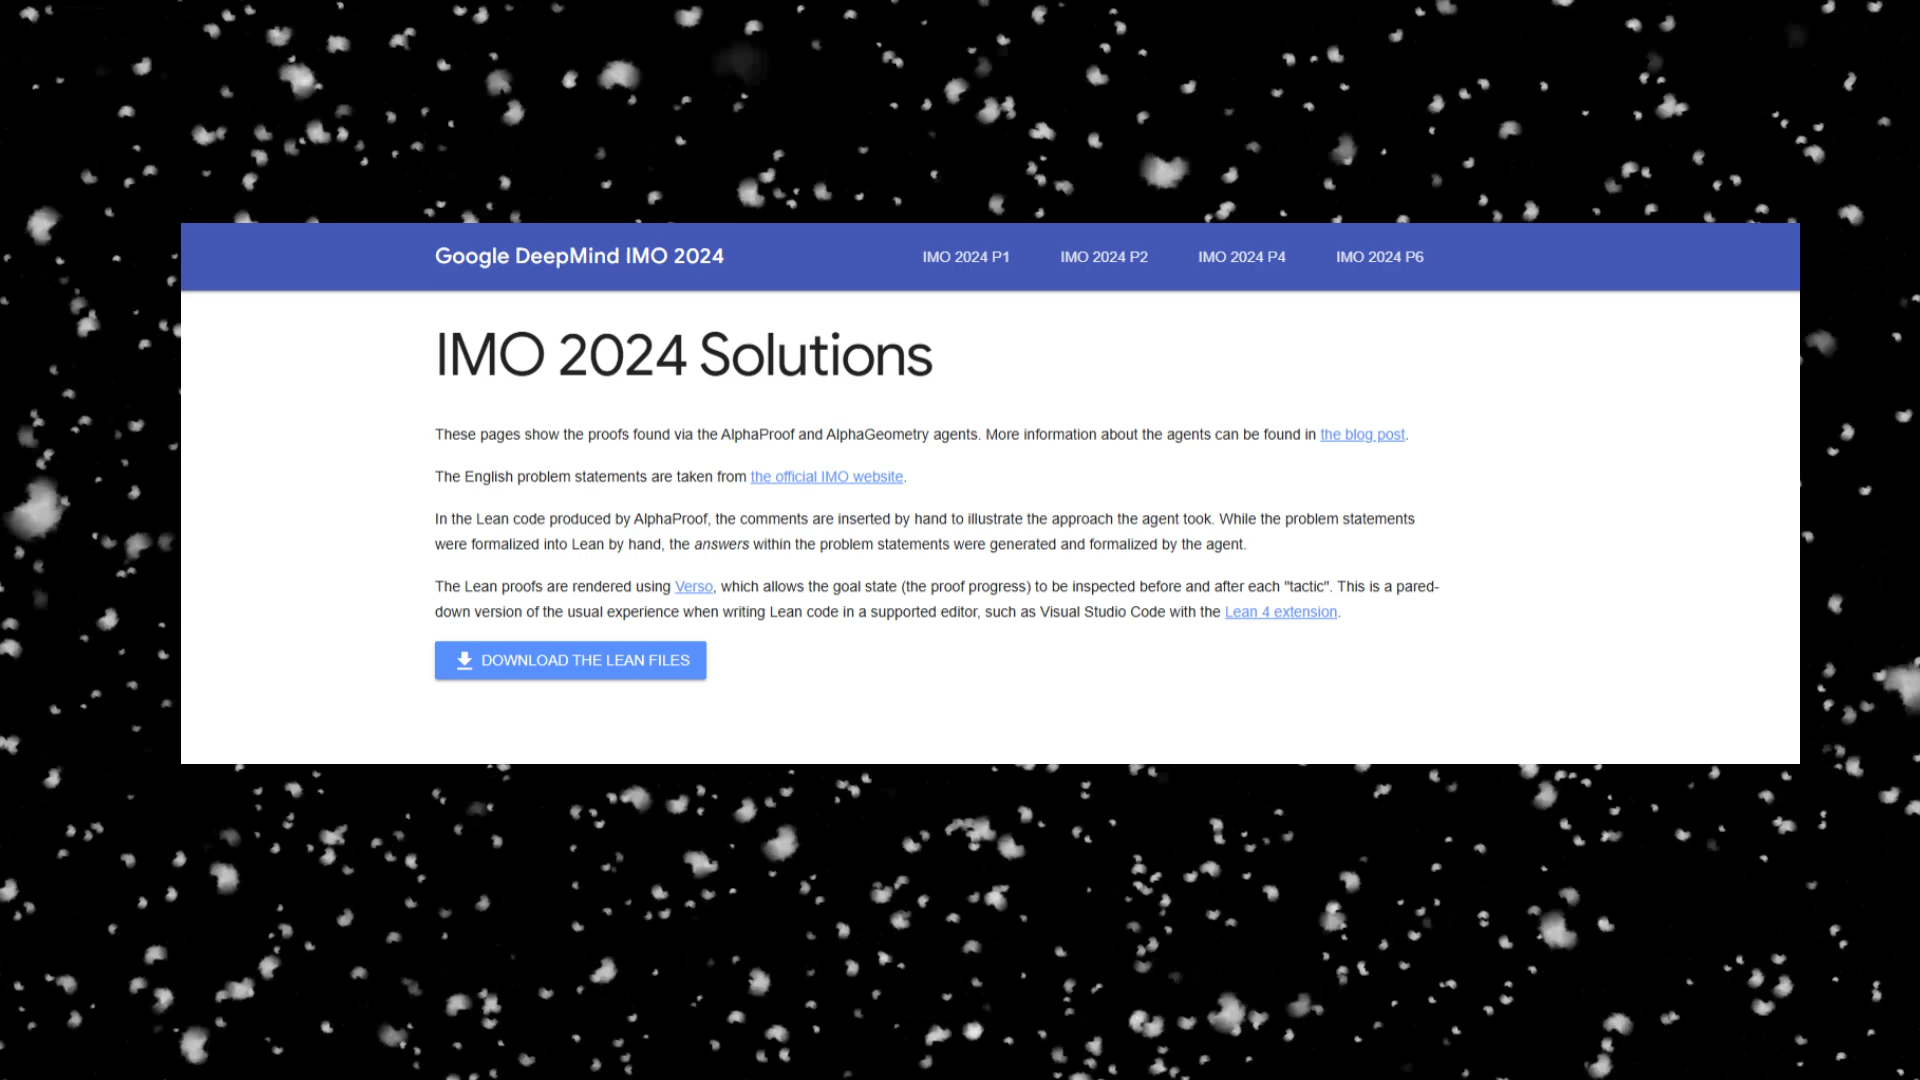 Google DeepMind IMO 2024 IMO 2024 P1 IMO 2024 P2 IMO 2024 P4 IMO 2024 P6
IMO 2024 Solutions
These pages show the proofs found via the AlphaProof and AlphaGeometry agents. More information about the agents can be found in the blog post.
The English problem statements are taken from the official IMO website.
In the Lean code produced by AlphaProof, the comments are inserted by hand to illustrate the approach the agent took. While the problem statements
were formalized into Lean by hand, the answers within the problem statements were generated and formalized by the agent.
The Lean proofs are rendered using Verso, which allows the goal state (the proof progress) to be inspected before and after each "tactic". This is a pared-
down version of the usual experience when writing Lean code in a supported editor, such as Visual Studio Code with the Lean 4 extension.
DOWNLOAD THE LEAN FILES